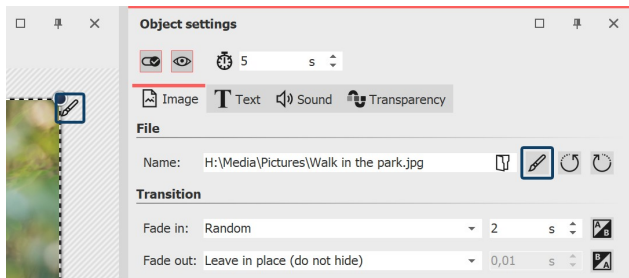 Object settings
5 s
Image Text Sound Transparency
File
Name: H:\Media\Pictures\Walk in the park.jpg
Transition
Fade in: Random 2 s A B
Fade out: Leave in place (do not hide) 0,01 s B A